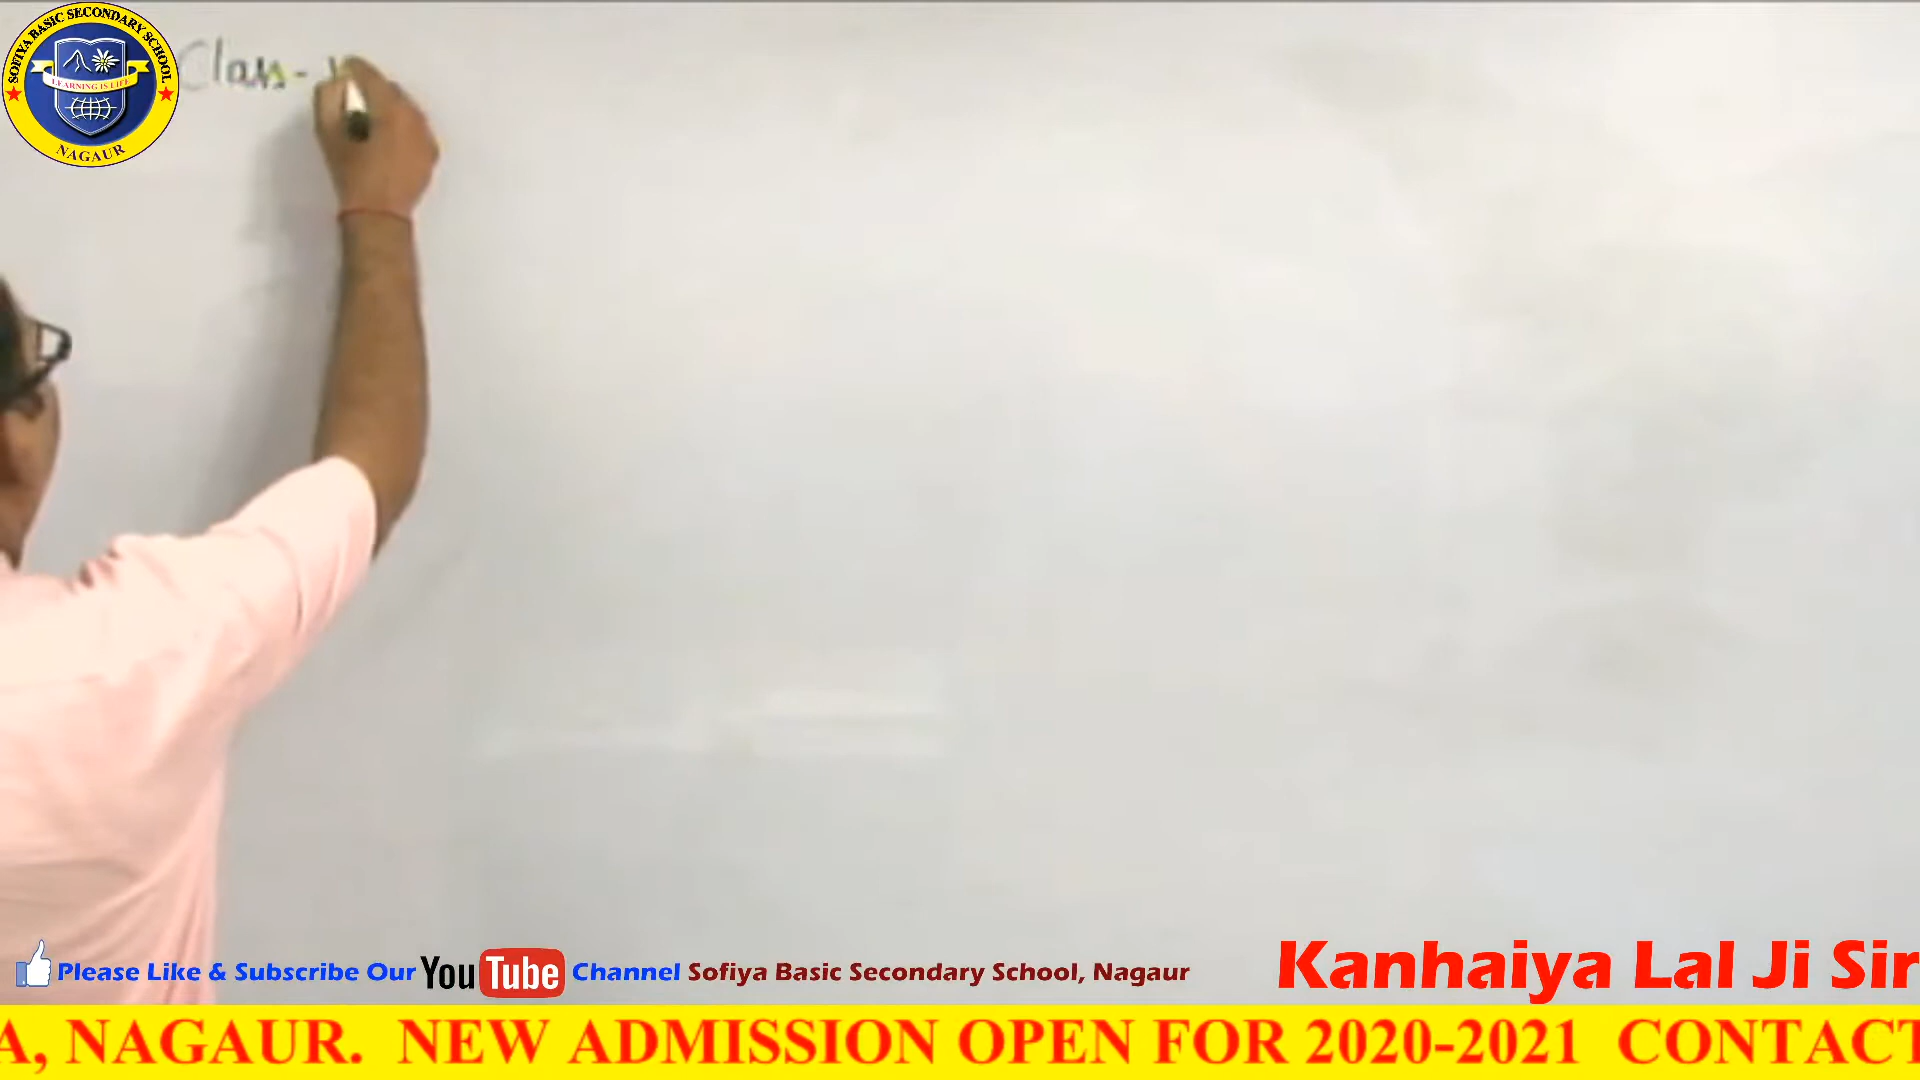 SOFIYA BASIC SECONDARY SCHOOL
LEARNING IS LIFE
NAGAUR
Class-
Please Like & Subscribe Our YouTube Channel Sofiya Basic Secondary School, Nagaur
Kanhaiya Lal Ji Sir
A, NAGAUR. NEW ADMISSION OPEN FOR 2020-2021 CONTACT